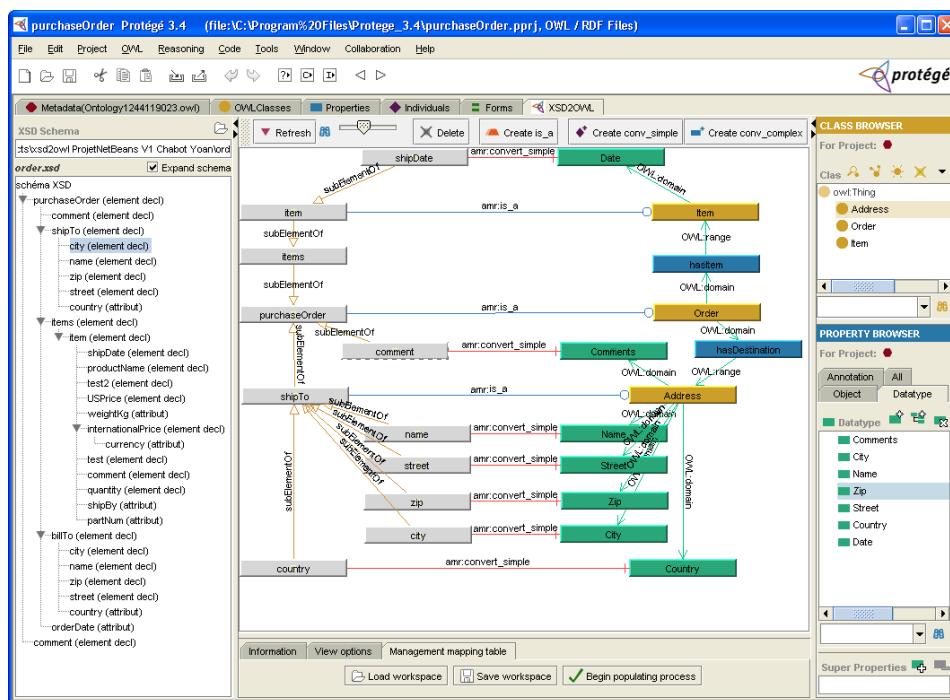 purchaseOrder Protégé 3.4 (file:\C:\Program%20Files\Protege_3.4\purchaseOrder.pprj, OWL / RDF Files)
File Edit Project OWL Reasoning Code Tools Window Collaboration Help
protégé
Metadata(Ontology1244119023.owl) OWLClasses Properties Individuals Forms XSD2OWL
XSD Schema
:ts\xsd2owl ProjetNetBeans V1 Chabot Yoan/ord
order.xsd Expand schema
schéma XSD
purchaseOrder (element decl)
comment (element decl)
shipTo (element decl)
city (element decl)
name (element decl)
zip (element decl)
street (element decl)
country (attribut)
items (element decl)
item (element decl)
shipDate (element decl)
productName (element decl)
test2 (element decl)
USPrice (element decl)
weightKg (attribut)
internationalPrice (element decl)
currency (attribut)
test (element decl)
comment (element decl)
quantity (element decl)
shipBy (attribut)
partNum (attribut)
billTo (element decl)
city (element decl)
name (element decl)
zip (element decl)
street (element decl)
country (attribut)
orderDate (attribut)
comment (element decl)
Refresh Delete Create is_a Create conv_simple Create conv_complex
shipDate amr:convert_simple Date
subElementOf OWL:domain
item amr:is_a Item
subElementOf OWL:range
items hasItem
subElementOf OWL:domain
purchaseOrder amr:is_a Order
subElementOf subElementOf OWL:domain
comment amr:convert_simple Comments hasDestination
OWL:domain OWL:range
shipTo amr:is_a Address
subElementOf OWL:domain OWL:domain
name amr:convert_simple Name
subElementOf
street amr:convert_simple Street
subElementOf OWL:domain
zip amr:convert_simple Zip
subElementOf
city amr:convert_simple City
subElementOf
country amr:convert_simple Country
Information View options Management mapping table
Load workspace Save workspace Begin populating process
CLASS BROWSER
For Project:
Clas
owl:Thing
Address
Order
Item
PROPERTY BROWSER
For Project:
Annotation All
Object Datatype
Datatype
Comments
City
Name
Zip
Street
Country
Date
Super Properties